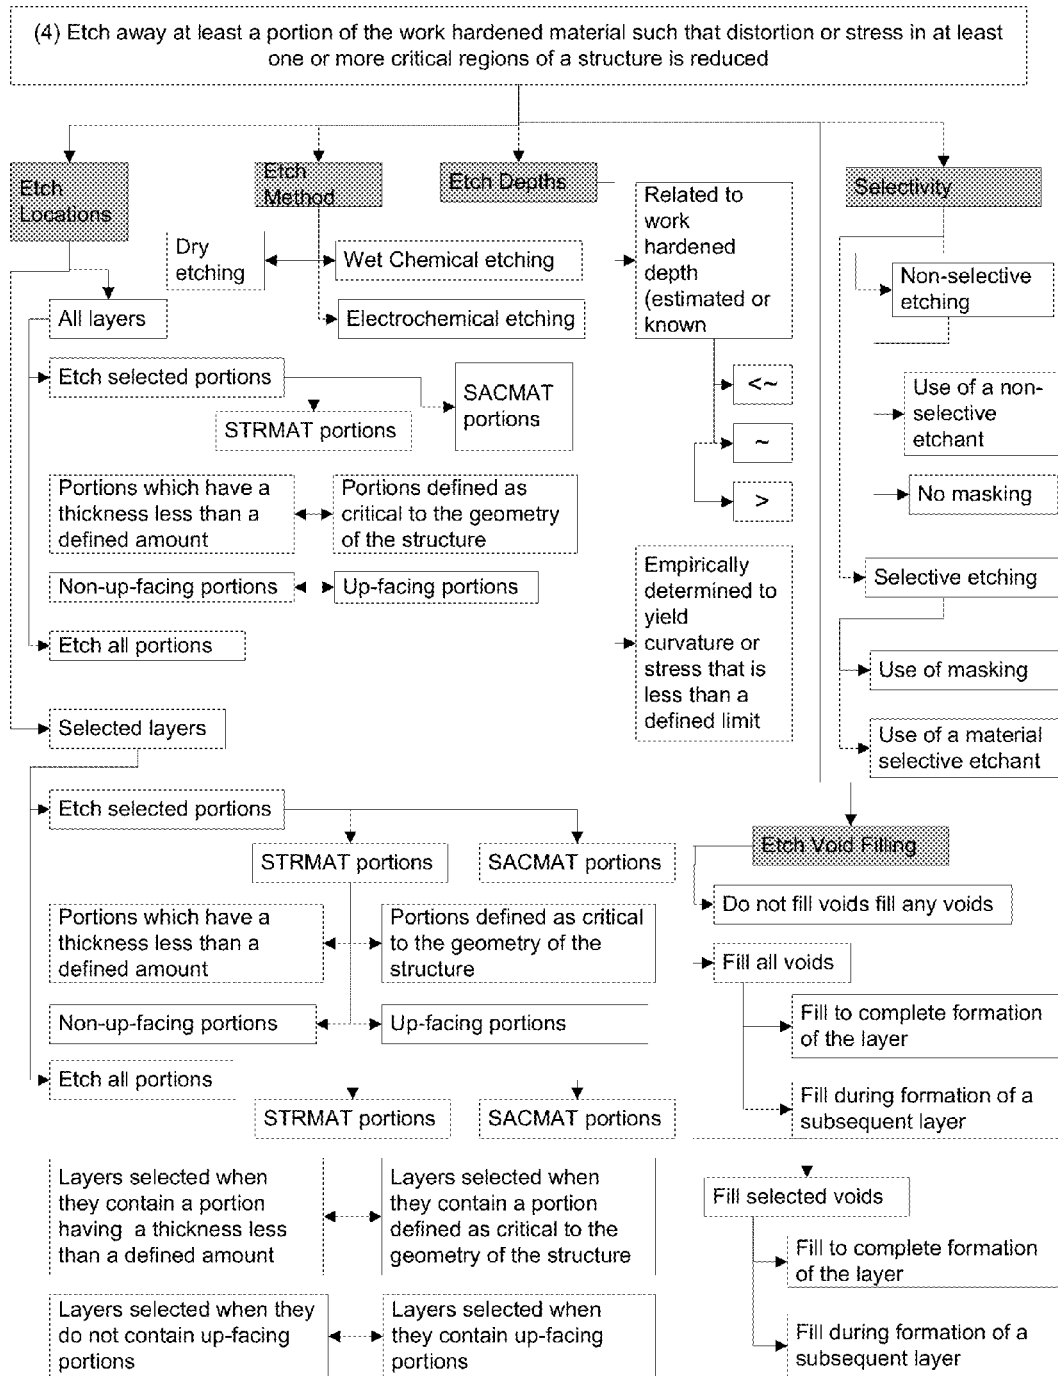 (4) Etch away at least a portion of the work hardened material such that distortion or stress in at least
one or more critical regions of a structure is reduced
Etch
Locations
Etch
Method
Etch Depths
Selectivity
Dry
etching
Wet Chemical etching
Electrochemical etching
Related to
work
hardened
depth
(estimated or
known
<~
~
>
Empirically
determined to
yield
curvature or
stress that is
less than a
defined limit
Non-selective
etching
Use of a non-
selective
etchant
No masking
Selective etching
Use of masking
Use of a material
selective etchant
All layers
Etch selected portions
STRMAT portions
SACMAT
portions
Portions which have a
thickness less than a
defined amount
Portions defined as
critical to the geometry
of the structure
Non-up-facing portions
Up-facing portions
Etch all portions
Selected layers
Etch selected portions
STRMAT portions
SACMAT portions
Portions which have a
thickness less than a
defined amount
Portions defined as critical
to the geometry of the
structure
Non-up-facing portions
Up-facing portions
Etch all portions
STRMAT portions
SACMAT portions
Layers selected when
they contain a portion
having a thickness less
than a defined amount
Layers selected when
they contain a portion
defined as critical to the
geometry of the structure
Layers selected when they
do not contain up-facing
portions
Layers selected when
they contain up-facing
portions
Etch Void Filling
Do not fill voids fill any voids
Fill all voids
Fill to complete formation
of the layer
Fill during formation of a
subsequent layer
Fill selected voids
Fill to complete formation
of the layer
Fill during formation of a
subsequent layer